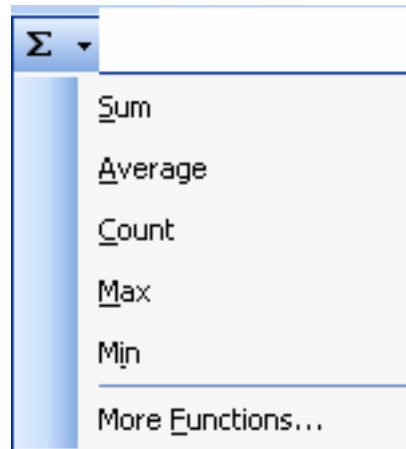 Σ
Sum
Average
Count
Max
Min
More Functions...